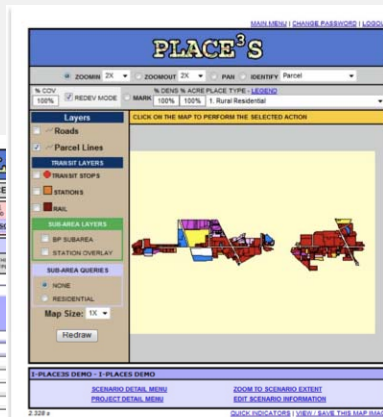 MAIN MENU | CHANGE PASSWORD | LOGOU
PLACE³S
ZOOMIN 2X ZOOMOUT 2X PAN IDENTIFY Parcel
% COV % DENS % ACRE PLACE TYPE - LEGEND
100% REDEV MODE MARK 100% 100% 1. Rural Residential
Layers CLICK ON THE MAP TO PERFORM THE SELECTED ACTION
Roads
Parcel Lines
TRANSIT LAYERS
TRANSIT STOPS
STATIONS
RAIL
SUB-AREA LAYERS
BP SUBAREA
STATION OVERLAY
SUB-AREA QUERIES
NONE
RESIDENTIAL
Map Size: 1X
Redraw
I-PLACE3S DEMO - I-PLACES DEMO
SCENARIO DETAIL MENU ZOOM TO SCENARIO EXTENT
PROJECT DETAIL MENU EDIT SCENARIO INFORMATION
2.328 s QUICK INDICATORS | VIEW / SAVE THIS MAP IMAG